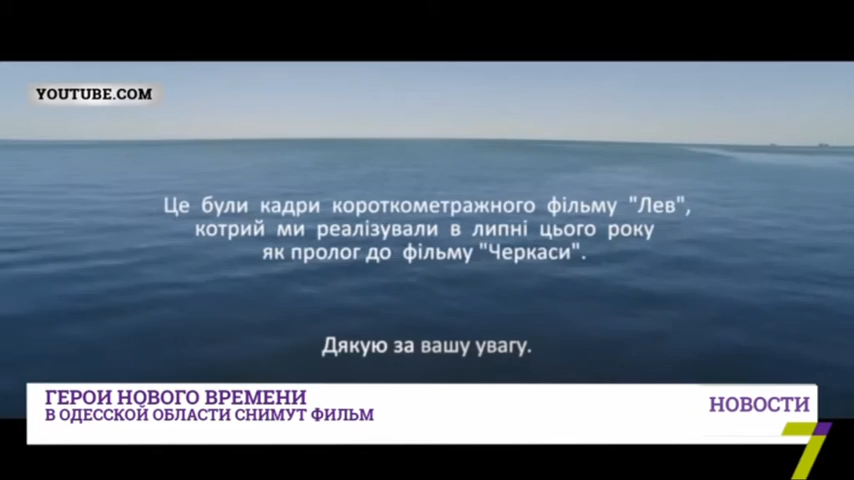 YOUTUBE.COM
Це були кадри короткометражного фільму "Лев",
котрий ми реалізували в липні цього року
як пролог до фільму "Черкаси".
Дякую за вашу увагу.
ГЕРОИ НОВОГО ВРЕМЕНИ
В ОДЕССКОЙ ОБЛАСТИ СНИМУТ ФИЛЬМ
НОВОСТИ
7